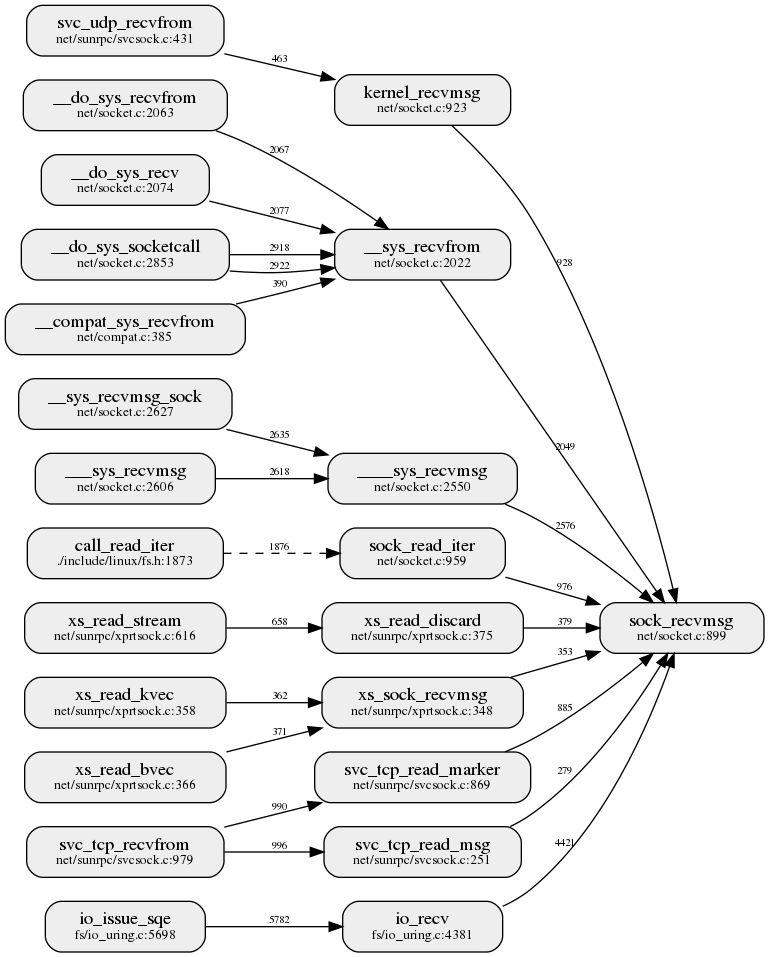 svc_udp_recvfrom
net/sunrpc/svcsock.c:431
463
kernel_recvmsg
net/socket.c:923
__do_sys_recvfrom
net/socket.c:2063
2067
__do_sys_recv
net/socket.c:2074
2077
__do_sys_socketcall
net/socket.c:2853
2918
2922
__sys_recvfrom
net/socket.c:2022
928
__compat_sys_recvfrom
net/compat.c:385
390
__sys_recvmsg_sock
net/socket.c:2627
2635
2049
___sys_recvmsg
net/socket.c:2606
2618
____sys_recvmsg
net/socket.c:2550
2576
call_read_iter
./include/linux/fs.h:1873
1876
sock_read_iter
net/socket.c:959
976
xs_read_stream
net/sunrpc/xprtsock.c:616
658
xs_read_discard
net/sunrpc/xprtsock.c:375
379
sock_recvmsg
net/socket.c:899
xs_read_kvec
net/sunrpc/xprtsock.c:358
362
xs_sock_recvmsg
net/sunrpc/xprtsock.c:348
353
xs_read_bvec
net/sunrpc/xprtsock.c:366
371
svc_tcp_read_marker
net/sunrpc/svcsock.c:869
885
svc_tcp_recvfrom
net/sunrpc/svcsock.c:979
990
996
svc_tcp_read_msg
net/sunrpc/svcsock.c:251
279
io_issue_sqe
fs/io_uring.c:5698
5782
io_recv
fs/io_uring.c:4381
4421